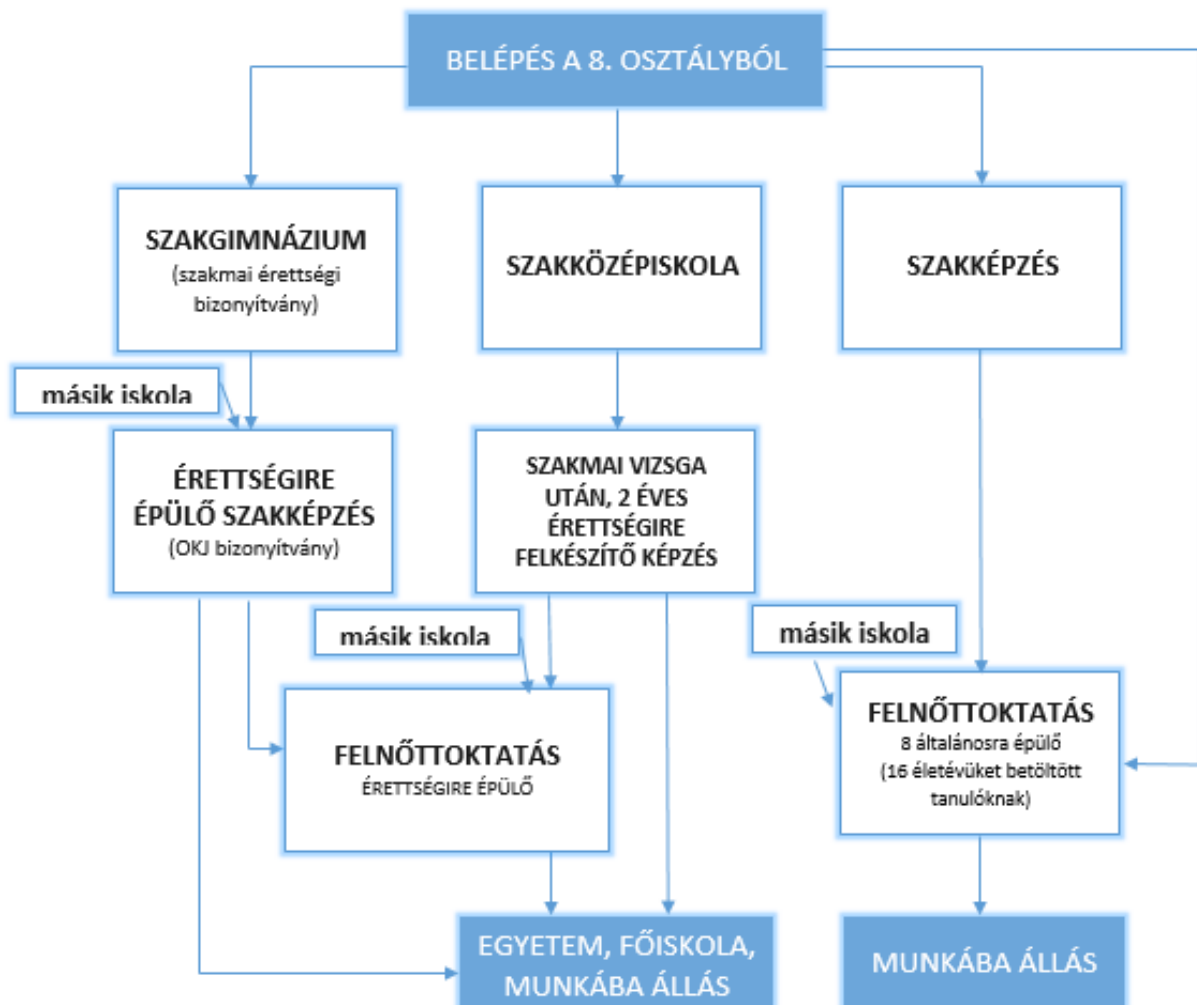 BELÉPÉS A 8. OSZTÁLYBÓL
SZAKGIMNÁZIUM
(szakmai érettségi
bizonyítvány)
SZAKKÖZÉPISKOLA
SZAKKÉPZÉS
másik iskola
ÉRETTSÉGIRE
ÉPÜLŐ SZAKKÉPZÉS
(OKJ bizonyítvány)
SZAKMAI VIZSGA
UTÁN, 2 ÉVES
ÉRETTSÉGIRE
FELKÉSZÍTŐ KÉPZÉS
másik iskola
másik iskola
FELNŐTTOKTATÁS
ÉRETTSÉGIRE ÉPÜLŐ
FELNŐTTOKTATÁS
8 általánosra épülő
(16 életévüket betöltött
tanulóknak)
EGYETEM, FŐISKOLA,
MUNKÁBA ÁLLÁS
MUNKÁBA ÁLLÁS